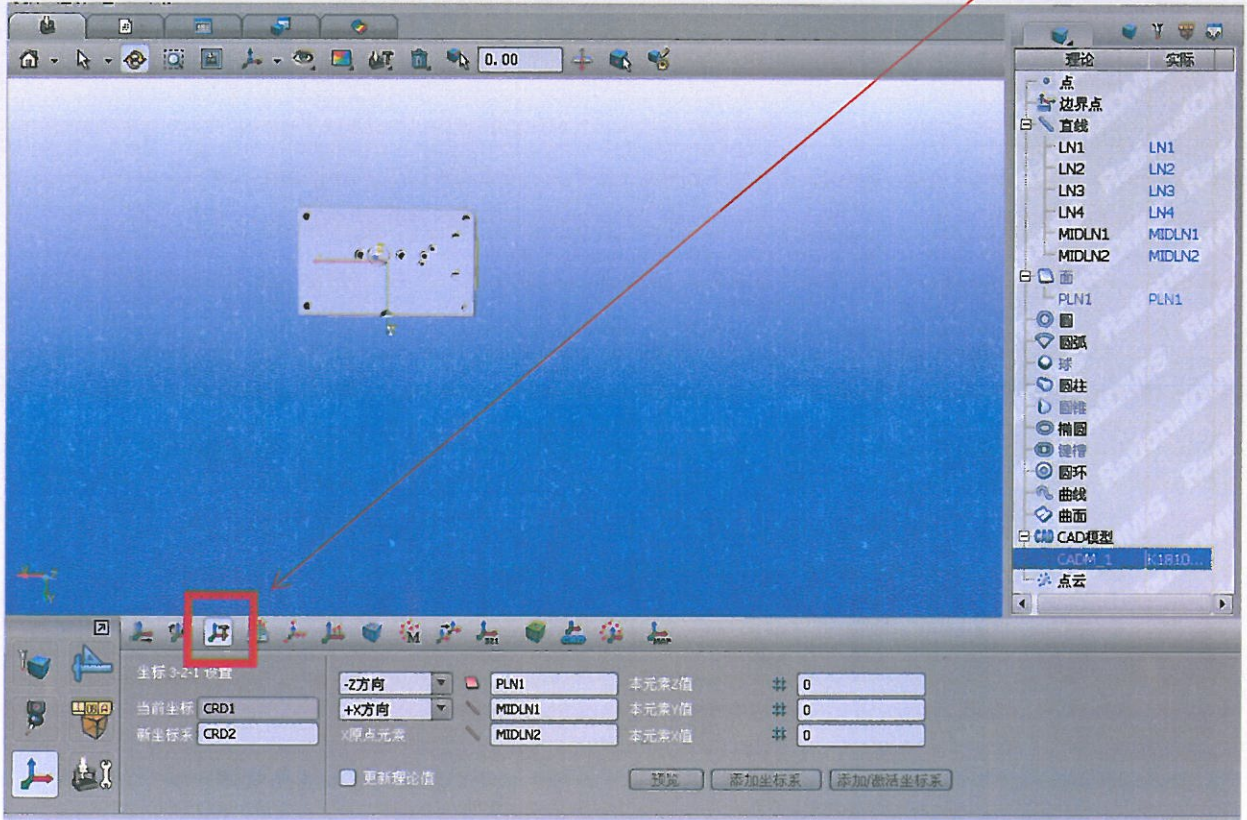 0.00
理论 实际
点
边界点
直线
LN1 LN1
LN2 LN2
LN3 LN3
LN4 LN4
MIDLN1 MIDLN1
MIDLN2 MIDLN2
面
PLN1 PLN1
圆
圆弧
球
圆柱
圆锥
椭圆
键槽
圆环
曲线
曲面
CAD CAD模型
CADM_1 K1810...
点云
坐标 3-2-1 设置
当前坐标 CRD1
新坐标系 CRD2
-Z方向 PLN1 本元素Z值 0
+X方向 MIDLN1 本元素Y值 0
X原点元素 MIDLN2 本元素X值 0
更新理论值
预览 添加坐标系 添加/激活坐标系